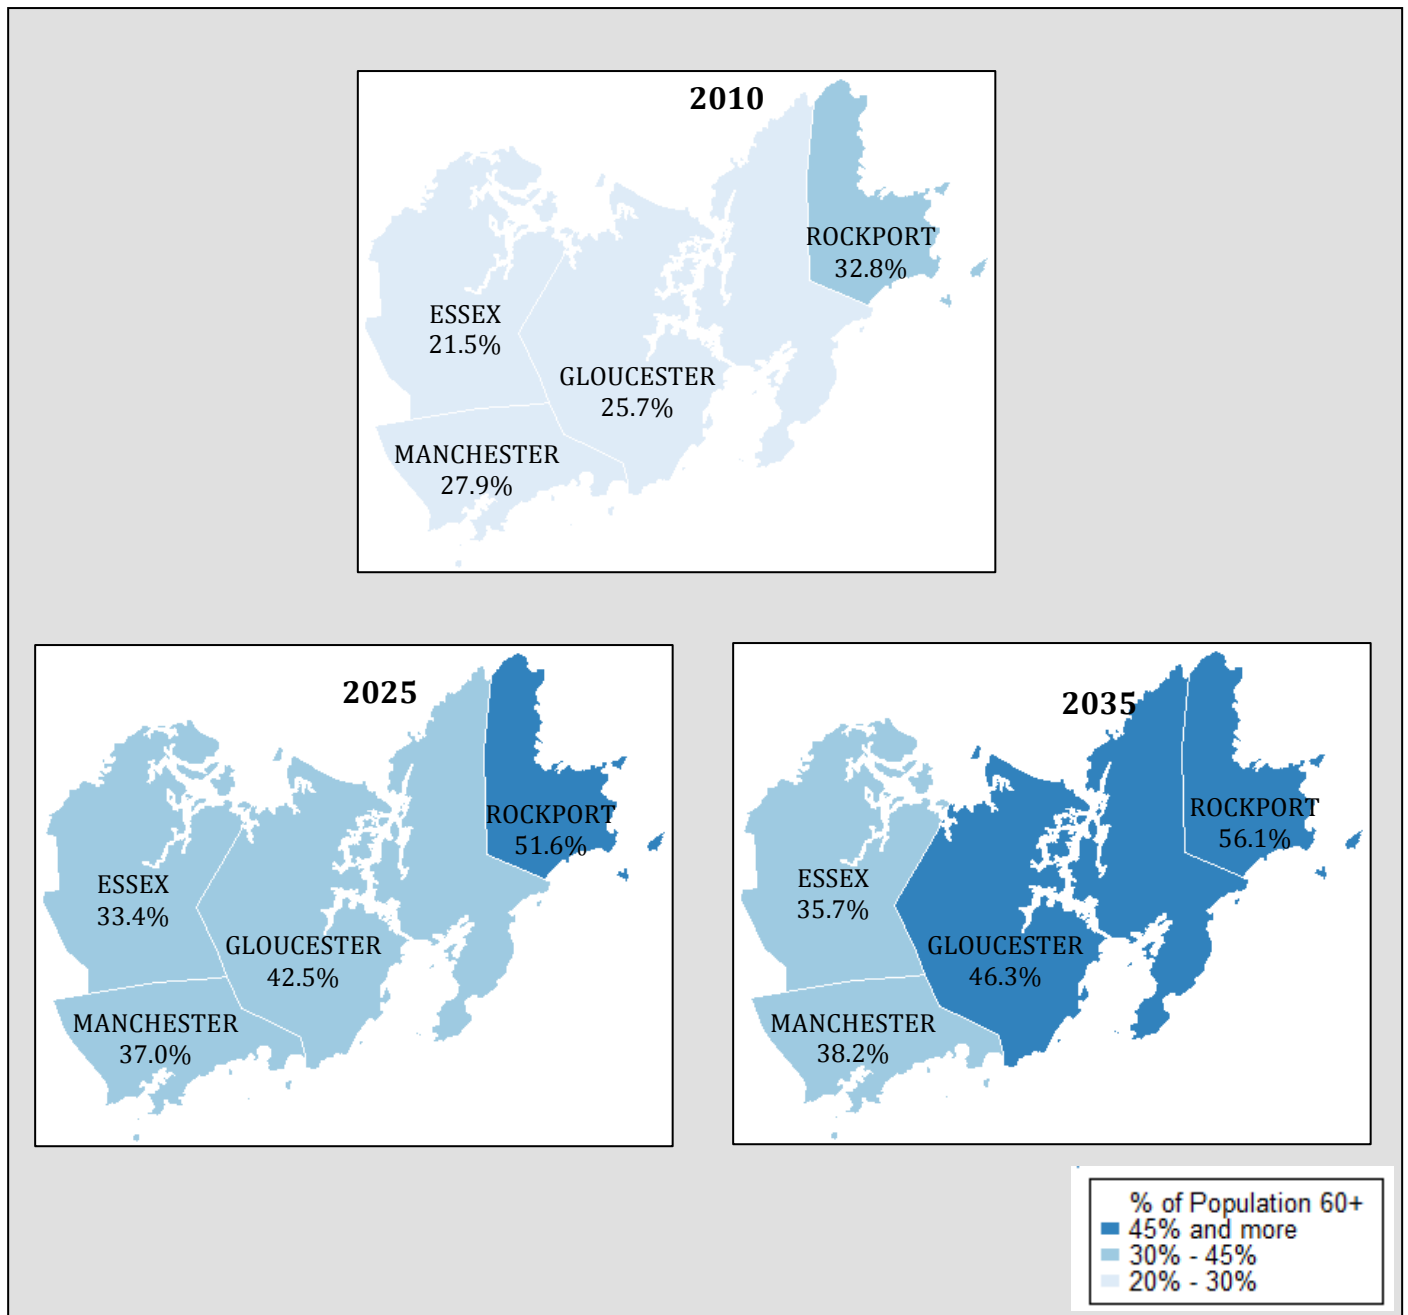 2010
ROCKPORT
32.8%
ESSEX
21.5%
GLOUCESTER
25.7%
MANCHESTER
27.9%
2025
ROCKPORT
51.6%
ESSEX
33.4%
GLOUCESTER
42.5%
MANCHESTER
37.0%
2035
ROCKPORT
56.1%
ESSEX
35.7%
GLOUCESTER
46.3%
MANCHESTER
38.2%
% of Population 60+
45% and more
30% - 45%
20% - 30%